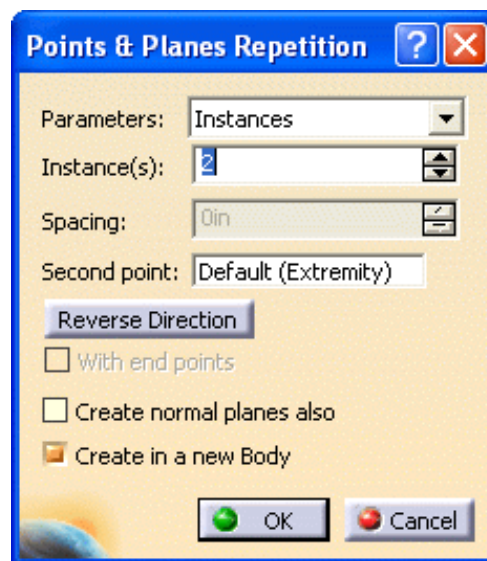 Points & Planes Repetition
Parameters: Instances
Instance(s): 2
Spacing: 0in
Second point: Default (Extremity)
Reverse Direction
With end points
Create normal planes also
Create in a new Body
OK Cancel